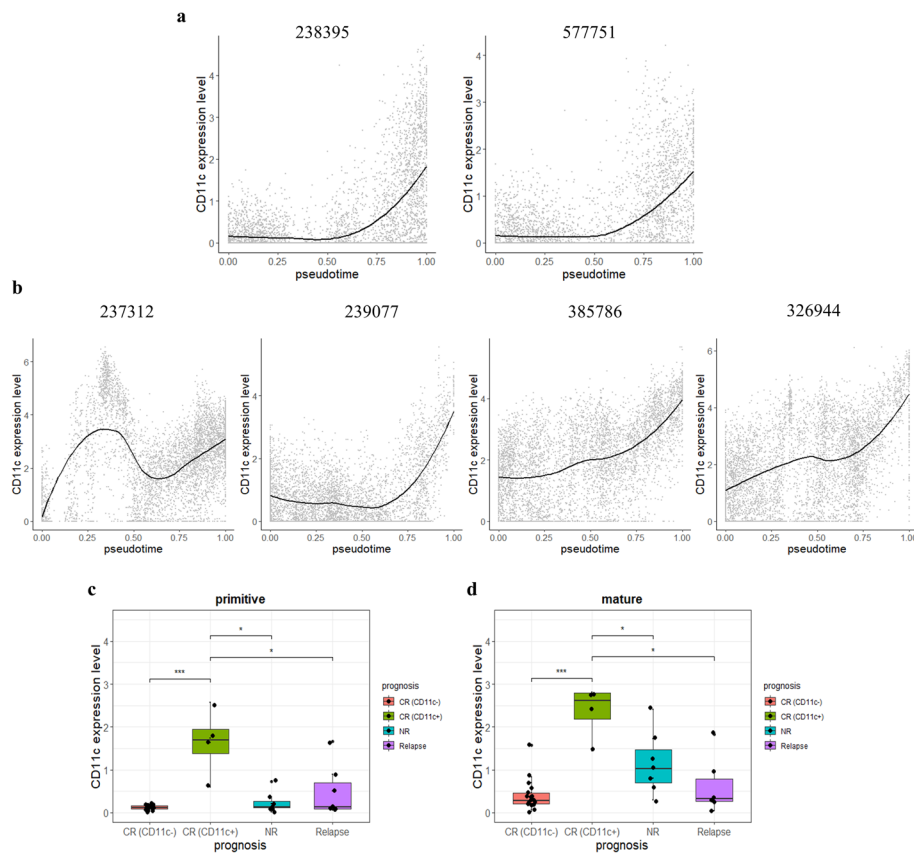 a
238395
577751
CD11c expression level
4
3
2
1
0
0.00 0.25 0.50 0.75 1.00
pseudotime
CD11c expression level
4
3
2
1
0
0.00 0.25 0.50 0.75 1.00
pseudotime
b
237312
239077
385786
326944
CD11c expression level
6
4
2
0
0.00 0.25 0.50 0.75 1.00
pseudotime
CD11c expression level
4
2
0
0.00 0.25 0.50 0.75 1.00
pseudotime
CD11c expression level
6
4
2
0
0.00 0.25 0.50 0.75 1.00
pseudotime
CD11c expression level
6
4
2
0
0.00 0.25 0.50 0.75 1.00
pseudotime
c
primitive
CD11c expression level
4
3
2
1
0
***
*
*
CR (CD11c-) CR (CD11c+) NR Relapse
prognosis
prognosis
CR (CD11c-)
CR (CD11c+)
NR
Relapse
d
mature
CD11c expression level
4
3
2
1
0
***
*
*
CR (CD11c-) CR (CD11c+) NR Relapse
prognosis
prognosis
CR (CD11c-)
CR (CD11c+)
NR
Relapse